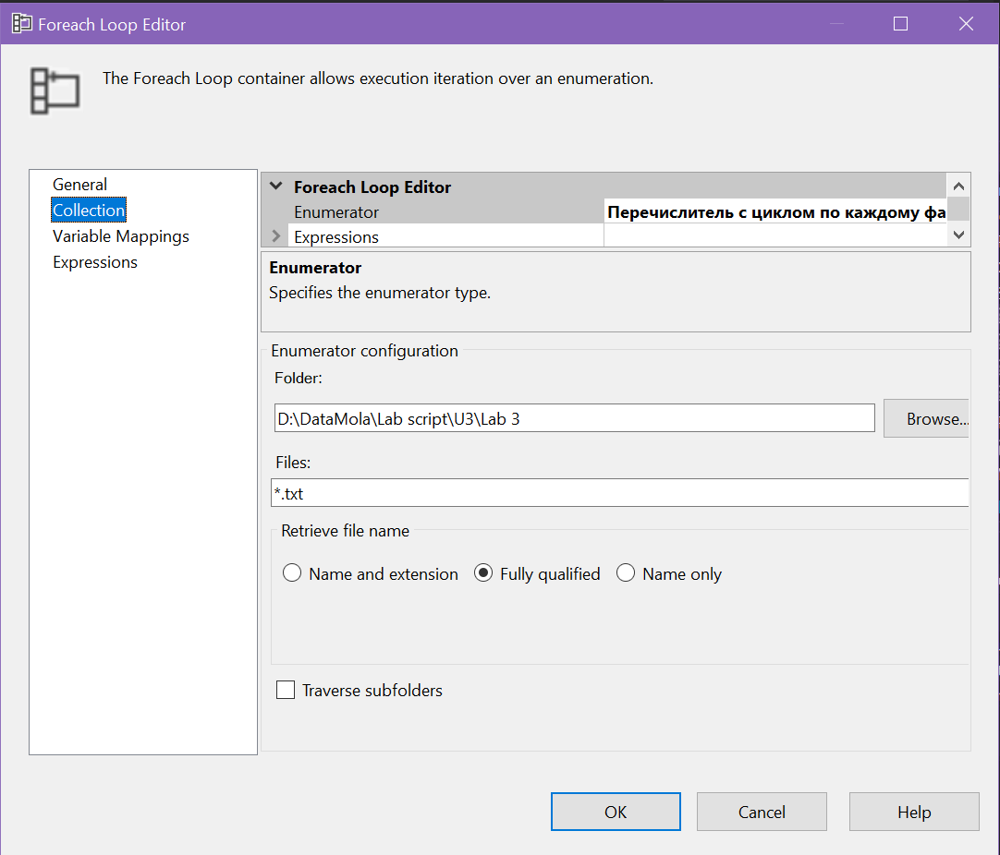 Foreach Loop Editor
The Foreach Loop container allows execution iteration over an enumeration.
General
Collection
Variable Mappings
Expressions
Foreach Loop Editor
Enumerator Перечислитель с циклом по каждому фа
Expressions
Enumerator
Specifies the enumerator type.
Enumerator configuration
Folder:
D:\DataMola\Lab script\U3\Lab 3
Browse...
Files:
*.txt
Retrieve file name
Name and extension Fully qualified Name only
Traverse subfolders
OK Cancel Help